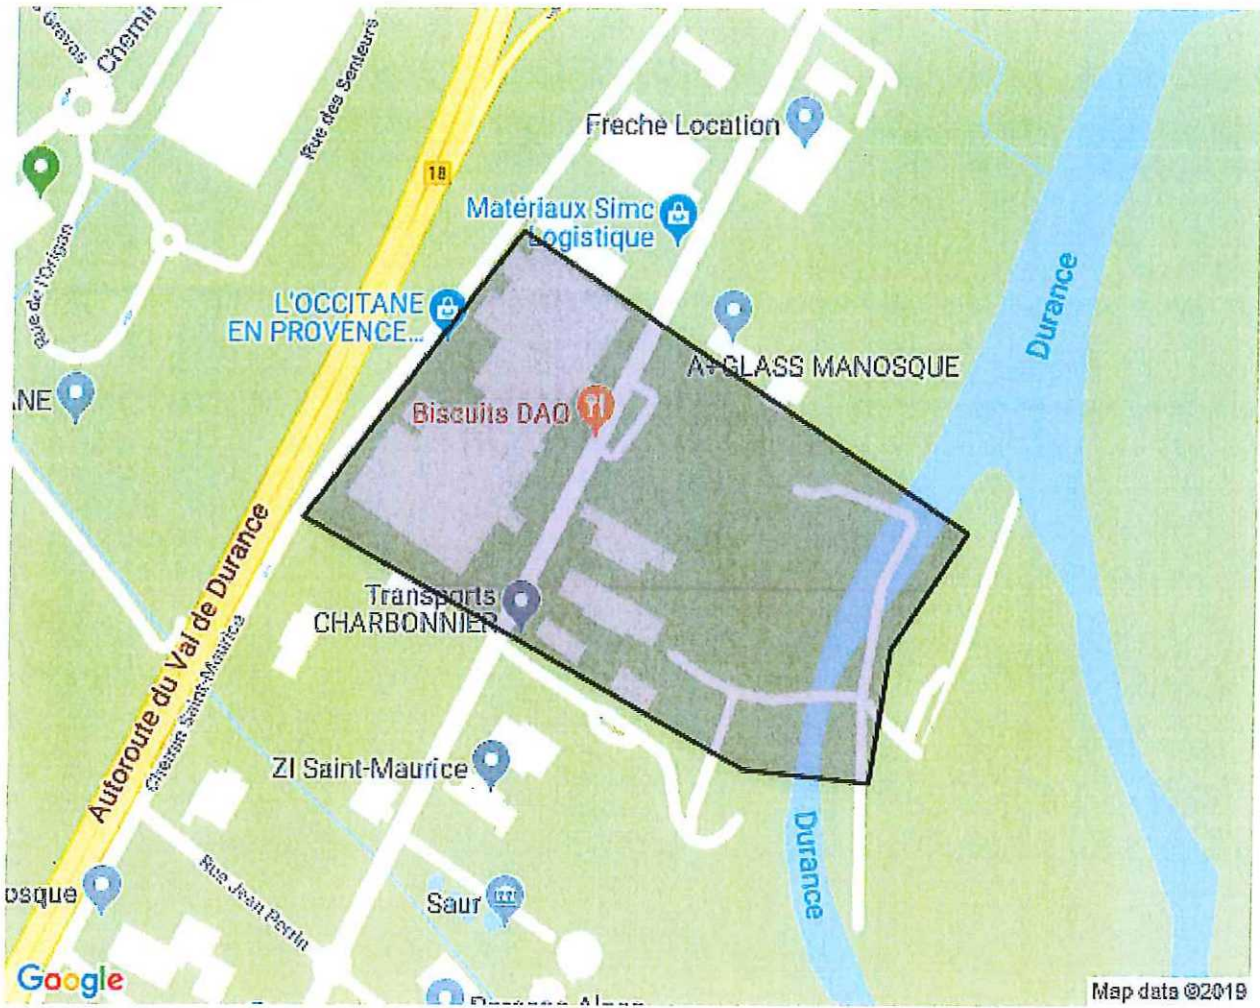 Gravas
Chemin
Rue des Senteurs
Freche Location
18
Matériaux Simc
Logistique
Rue de l'Origan
L'OCCITANE
EN PROVENCE...
Durance
A+GLASS MANOSQUE
ANE
Biscuits DAO
Autoroute du Val de Durance
Transports
CHARBONNIER
Chemin Saint-Maurice
ZI Saint-Maurice
Durance
Rue Jean Perrin
osque
Saur
Google
Map data ©2019